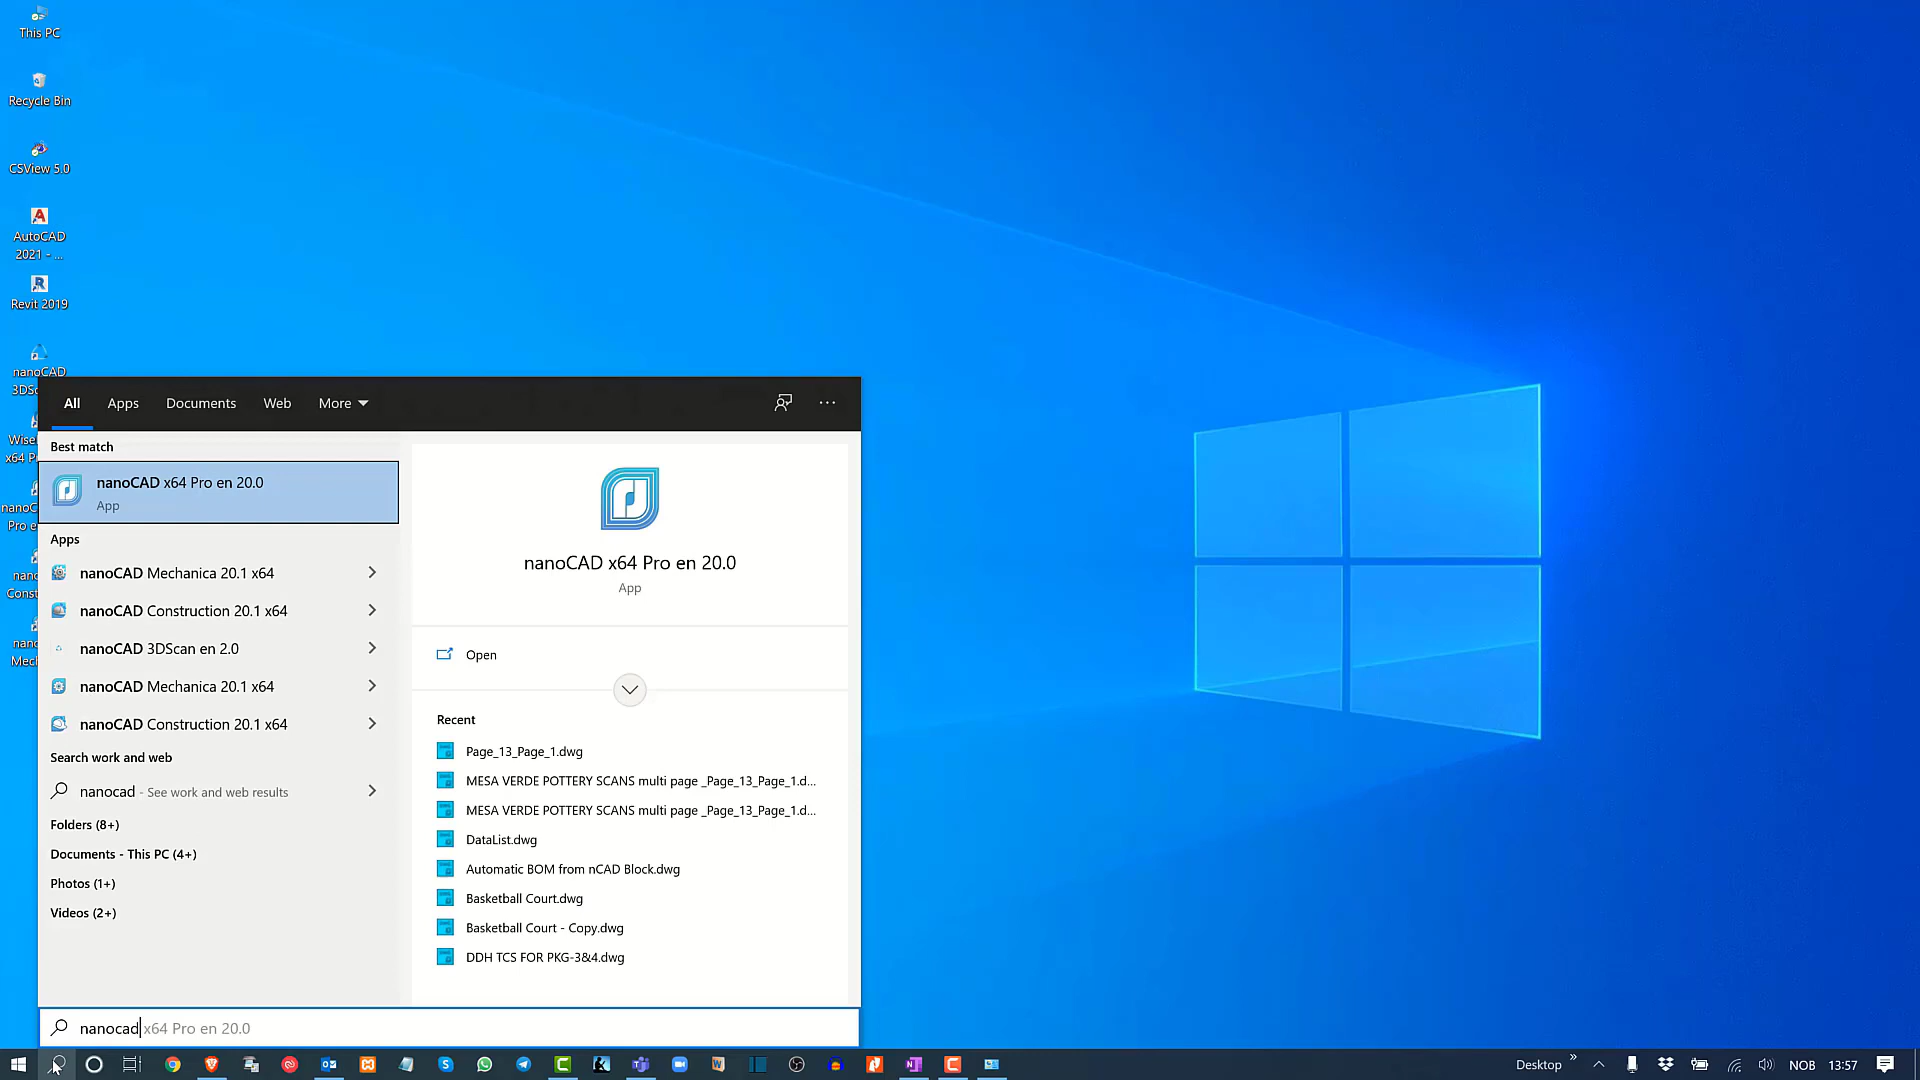 This PC
Recycle Bin
CSView 5.0
AutoCAD
2021 - ...
Revit 2019
nanoCAD
All
Apps
Documents
Web
More
Best match
nanoCAD x64 Pro en 20.0
App
Apps
nanoCAD Mechanica 20.1 x64
nanoCAD Construction 20.1 x64
nanoCAD 3DScan en 2.0
nanoCAD Mechanica 20.1 x64
nanoCAD Construction 20.1 x64
Search work and web
nanocad - See work and web results
Folders (8+)
Documents - This PC (4+)
Photos (1+)
Videos (2+)
nanoCAD x64 Pro en 20.0
App
Open
Recent
Page_13_Page_1.dwg
MESA VERDE POTTERY SCANS multi page _Page_13_Page_1.d...
MESA VERDE POTTERY SCANS multi page _Page_13_Page_1.d...
DataList.dwg
Automatic BOM from nCAD Block.dwg
Basketball Court.dwg
Basketball Court - Copy.dwg
DDH TCS FOR PKG-3&4.dwg
nanocad x64 Pro en 20.0
Desktop
NOB
13:57